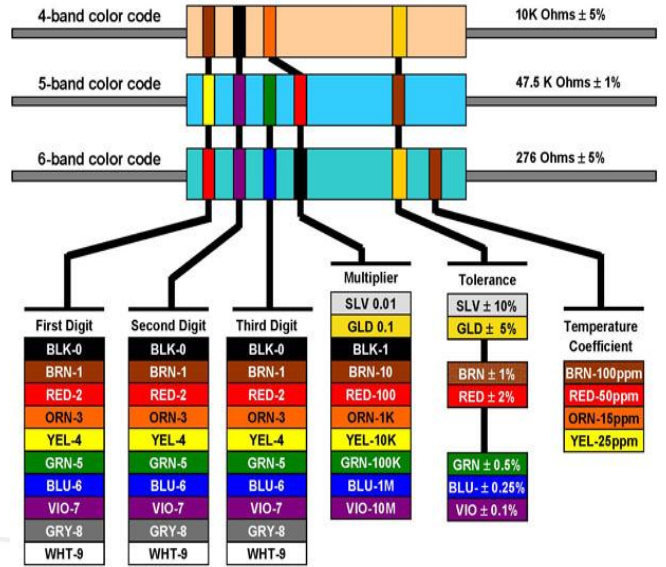 4-band color code
10K Ohms ± 5%
5-band color code
47.5 K Ohms ± 1%
6-band color code
276 Ohms ± 5%
First Digit
BLK-0
BRN-1
RED-2
ORN-3
YEL-4
GRN-5
BLU-6
VIO-7
GRY-8
WHT-9
Second Digit
BLK-0
BRN-1
RED-2
ORN-3
YEL-4
GRN-5
BLU-6
VIO-7
GRY-8
WHT-9
Third Digit
BLK-0
BRN-1
RED-2
ORN-3
YEL-4
GRN-5
BLU-6
VIO-7
GRY-8
WHT-9
Multiplier
SLV 0.01
GLD 0.1
BLK-1
BRN-10
RED-100
ORN-1K
YEL-10K
GRN-100K
BLU-1M
VIO-10M
Tolerance
SLV ± 10%
GLD ± 5%
BRN ± 1%
RED ± 2%
GRN ± 0.5%
BLU- ± 0.25%
VIO ± 0.1%
Temperature
Coefficient
BRN-100ppm
RED-50ppm
ORN-15ppm
YEL-25ppm